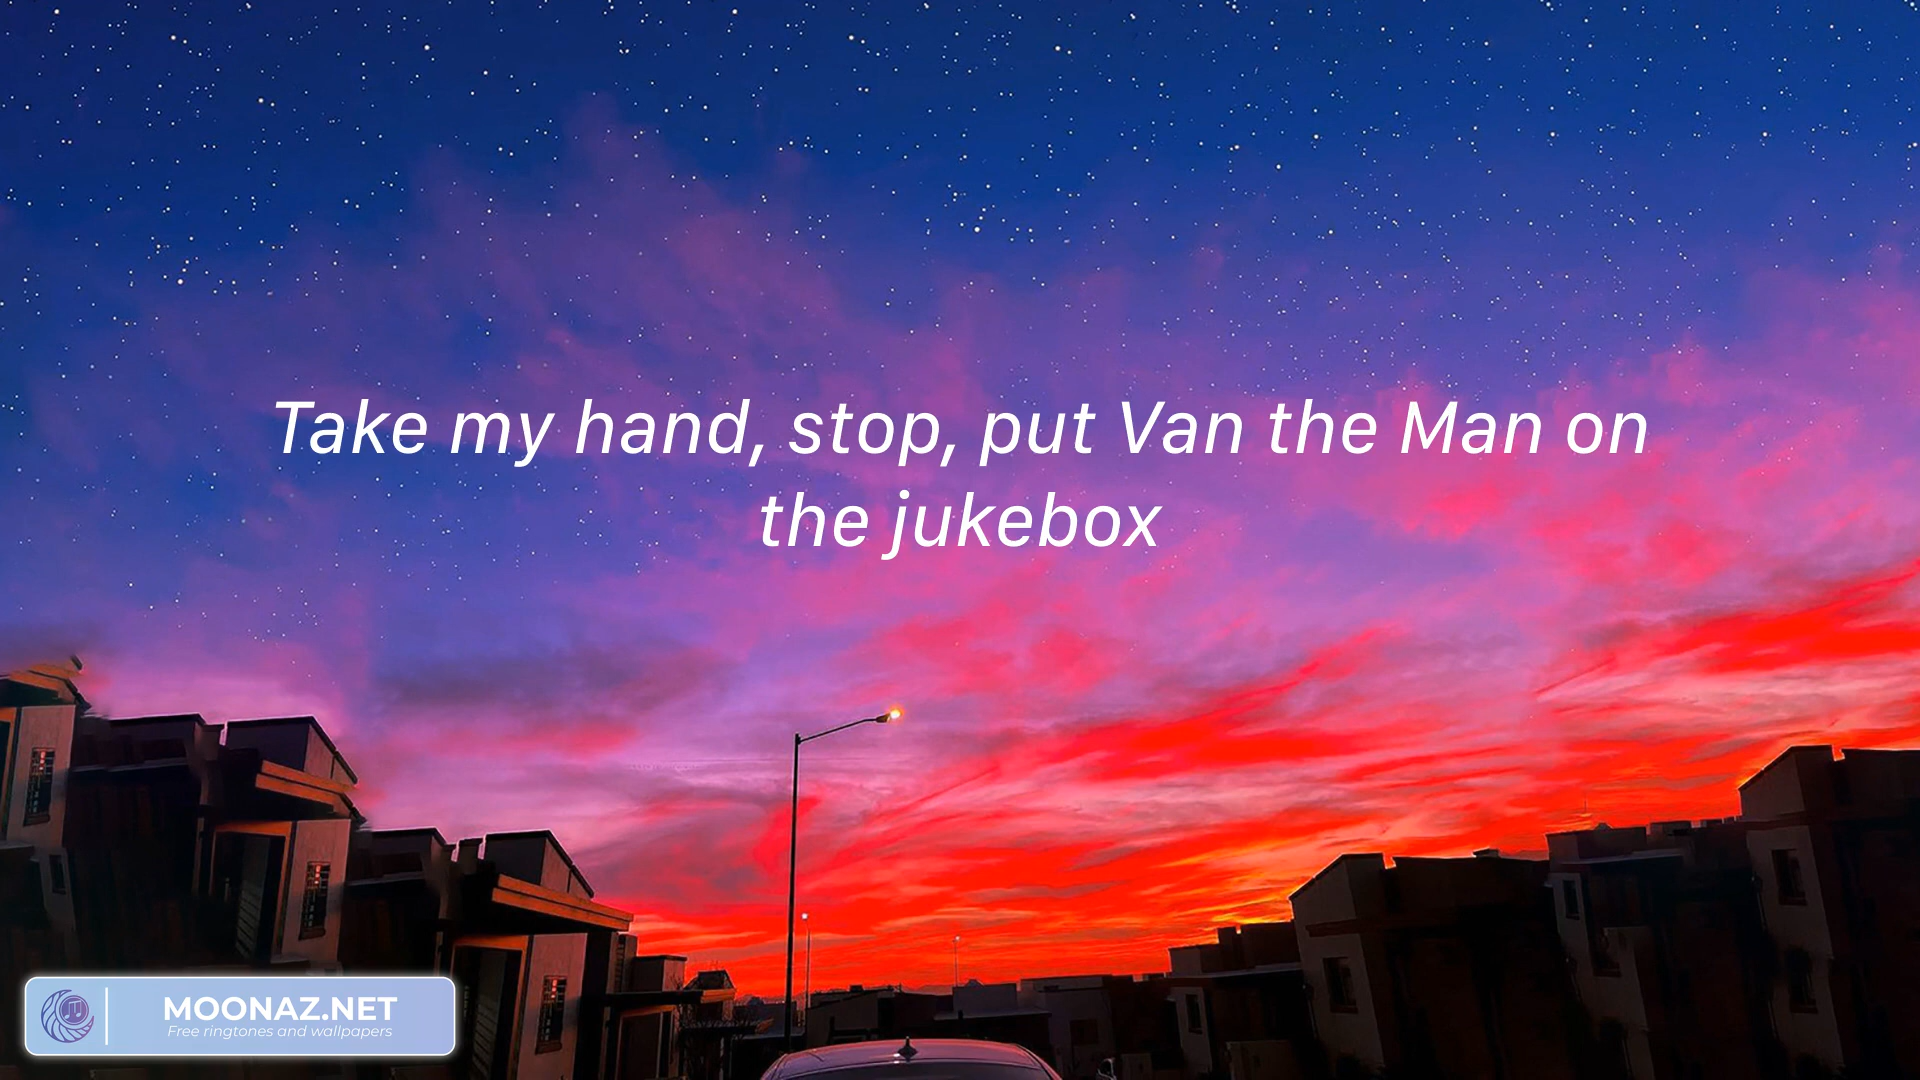 Take my hand, stop, put Van the Man on
the jukebox
MOONAZ.NET
Free ringtones and wallpapers